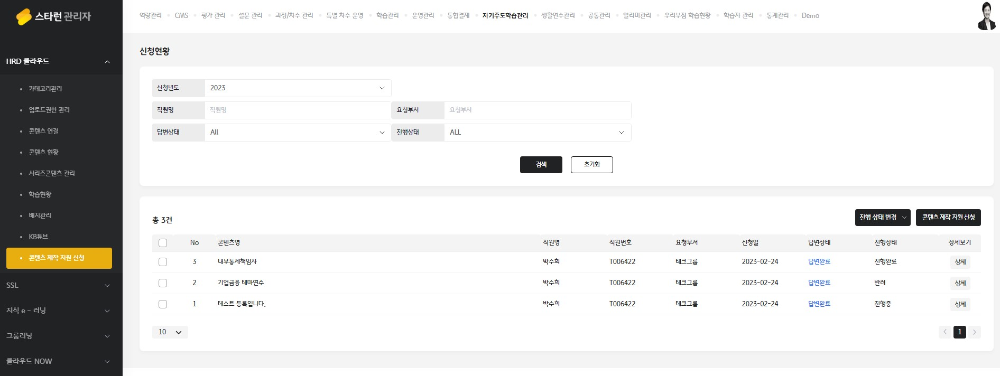 스타런 관리자
역량관리 CMS 평가 관리 설문 관리 과정/차수 관리 특별 차수 운영 학습관리 운영관리 통합결재 자기주도학습관리 생활연수관리 공통관리 알리미관리 우리부점 학습현황 학습자 관리 통계관리 Demo
HRD 클라우드
카테고리관리
업로드권한 관리
콘텐츠 연결
콘텐츠 현황
시리즈콘텐츠 관리
학습현황
배지관리
KB튜브
콘텐츠 제작 지원 신청
SSL
지식 e - 러닝
그룹러닝
클라우드 NOW
신청현황
신청년도 2023
직원명 직원명 요청부서 요청부서
답변상태 All 진행상태 ALL
검색 초기화
총 3건 진행 상태 변경 콘텐츠 제작 지원 신청
No 콘텐츠명 직원명 직원번호 요청부서 신청일 답변상태 진행상태 상세보기
3 내부통제책임자 박수희 T006422 테크그룹 2023-02-24 답변완료 진행완료 상세
2 기업금융 테마연수 박수희 T006422 테크그룹 2023-02-24 답변완료 반려 상세
1 테스트 등록입니다. 박수희 T006422 테크그룹 2023-02-24 답변완료 진행중 상세
10 1